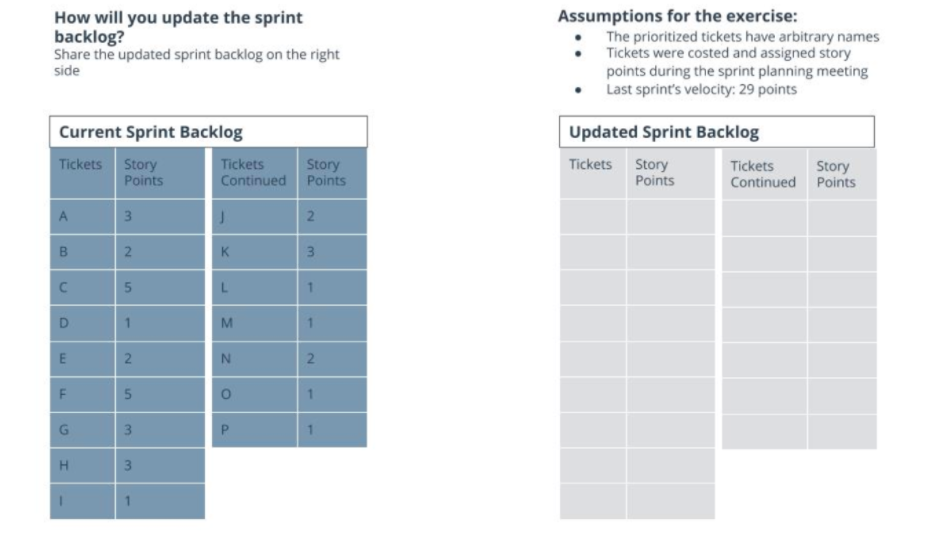 How will you update the sprint
backlog?
Share the updated sprint backlog on the right
side
Current Sprint Backlog
Tickets Story Points Tickets Continued Story Points
A 3 J 2
B 2 K 3
C 5 L 1
D 1 M 1
E 2 N 2
F 5 O 1
G 3 P 1
H 3
I 1
Assumptions for the exercise:
● The prioritized tickets have arbitrary names
● Tickets were costed and assigned story
points during the sprint planning meeting
● Last sprint's velocity: 29 points
Updated Sprint Backlog
Tickets Story Points Tickets Continued Story Points